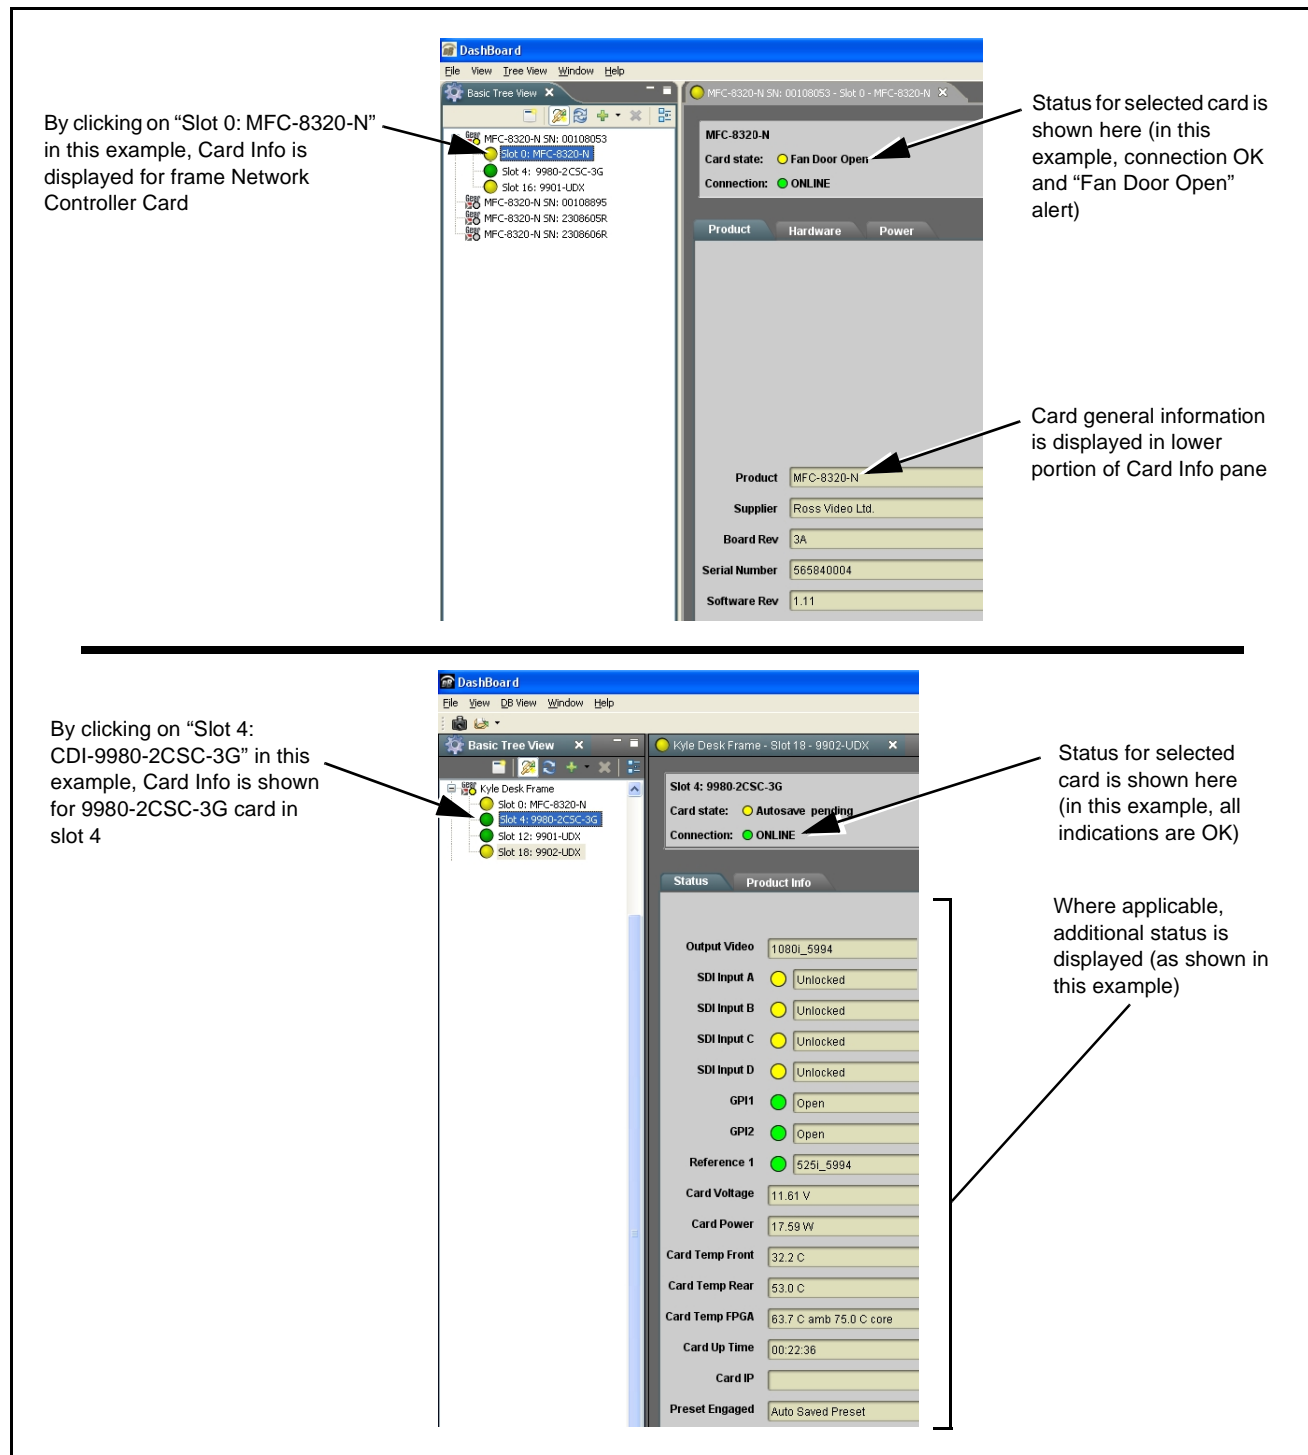 DashBoard
File View Tree View Window Help
Basic Tree View
MFC-8320-N SN: 00108053 - Slot 0 - MFC-8320-N
By clicking on “Slot 0: MFC-8320-N”
in this example, Card Info is
displayed for frame Network
Controller Card
MFC-8320-N SN: 00108053
Slot 0: MFC-8320-N
Slot 4: 9980-2CSC-3G
Slot 16: 9901-UDX
MFC-8320-N SN: 00108895
MFC-8320-N SN: 2308605R
MFC-8320-N SN: 2308606R
MFC-8320-N
Card state: Fan Door Open
Connection: ONLINE
Status for selected card is
shown here (in this
example, connection OK
and “Fan Door Open”
alert)
Product Hardware Power
Card general information
is displayed in lower
portion of Card Info pane
Product MFC-8320-N
Supplier Ross Video Ltd.
Board Rev 3A
Serial Number 565840004
Software Rev 1.11
DashBoard
File View DB View Window Help
Basic Tree View
Kyle Desk Frame - Slot 18 - 9902-UDX
By clicking on “Slot 4:
CDI-9980-2CSC-3G” in this
example, Card Info is shown
for 9980-2CSC-3G card in
slot 4
Kyle Desk Frame
Slot 0: MFC-8320-N
Slot 4: 9980-2CSC-3G
Slot 12: 9901-UDX
Slot 18: 9902-UDX
Slot 4: 9980-2CSC-3G
Card state: Autosave pending
Connection: ONLINE
Status for selected
card is shown here
(in this example, all
indications are OK)
Status Product Info
Where applicable,
additional status is
displayed (as shown in
this example)
Output Video 1080i_5994
SDI Input A Unlocked
SDI Input B Unlocked
SDI Input C Unlocked
SDI Input D Unlocked
GPI1 Open
GPI2 Open
Reference 1 525i_5994
Card Voltage 11.61 V
Card Power 17.59 W
Card Temp Front 32.2 C
Card Temp Rear 53.0 C
Card Temp FPGA 63.7 C amb 75.0 C core
Card Up Time 00:22:36
Card IP
Preset Engaged Auto Saved Preset